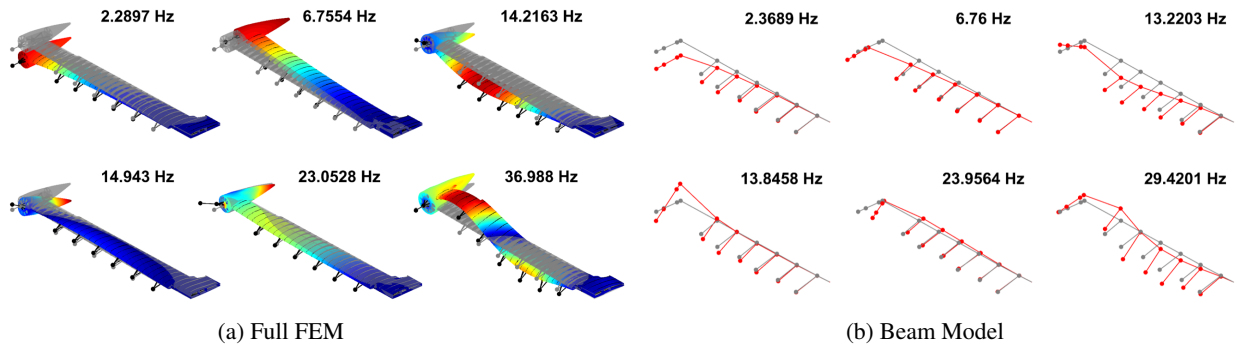 2.2897 Hz 6.7554 Hz 14.2163 Hz 2.3689 Hz 6.76 Hz 13.2203 Hz
14.943 Hz 23.0528 Hz 36.988 Hz 13.8458 Hz 23.9564 Hz 29.4201 Hz
(a) Full FEM (b) Beam Model